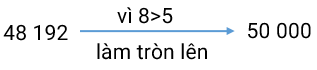 vì 8>5
48 192 50 000
làm tròn lên